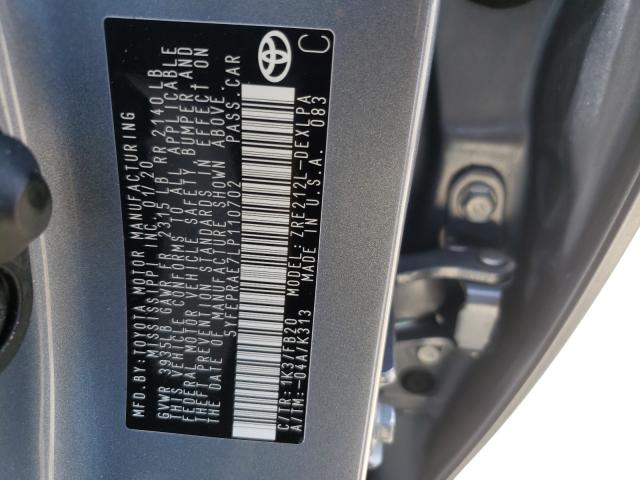 MFD.BY:TOYOTA MOTOR MANUFACTURING
MISSISSIPPI INC. 01/20
GVWR 3935LB GAWR FR 2315 LB RR 2140 LB
THIS VEHICLE CONFORMS TO ALL APPLICABLE
FEDERAL MOTOR VEHICLE SAFETY BUMPER AND
THEFT PREVENTION STANDARDS IN EFFECT ON
THE DATE OF MANUFACTURE SHOWN ABOVE.
5YFEPRAE7LP110702 PASS. CAR
C/TR: 1K3/FB20 MODEL: ZRE212L-DEXLPA
A/TM:-04A/K313 MADE IN U.S.A. 083
C